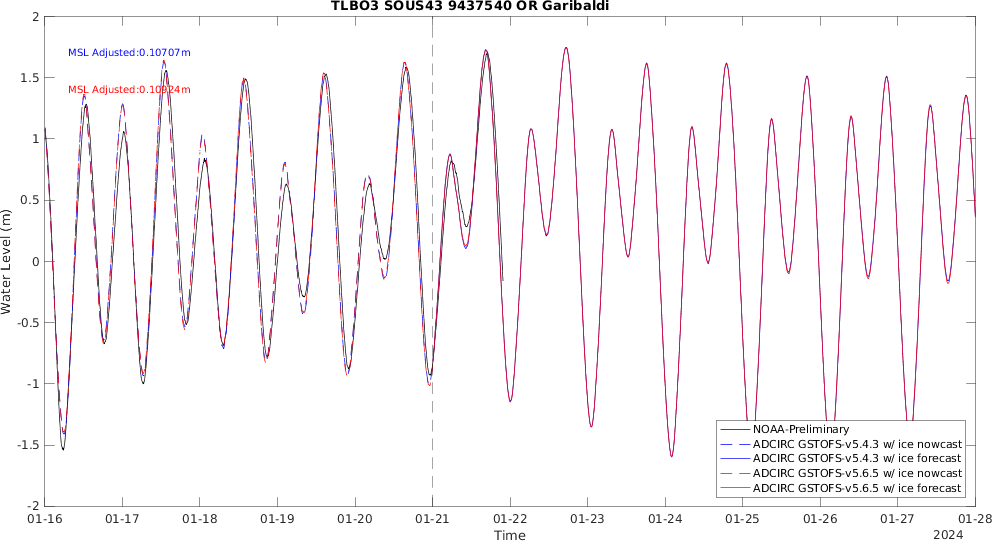 TLBO3 SOUS43 9437540 OR Garibaldi
MSL Adjusted:0.10707m
MSL Adjusted:0.10924m
Water Level (m)
2
1.5
1
0.5
0
-0.5
-1
-1.5
-2
NOAA-Preliminary
ADCIRC GSTOFS-v5.4.3 w/ ice nowcast
ADCIRC GSTOFS-v5.4.3 w/ ice forecast
ADCIRC GSTOFS-v5.6.5 w/ ice nowcast
ADCIRC GSTOFS-v5.6.5 w/ ice forecast
01-16 01-17 01-18 01-19 01-20 01-21 01-22 01-23 01-24 01-25 01-26 01-27 01-28
Time
2024